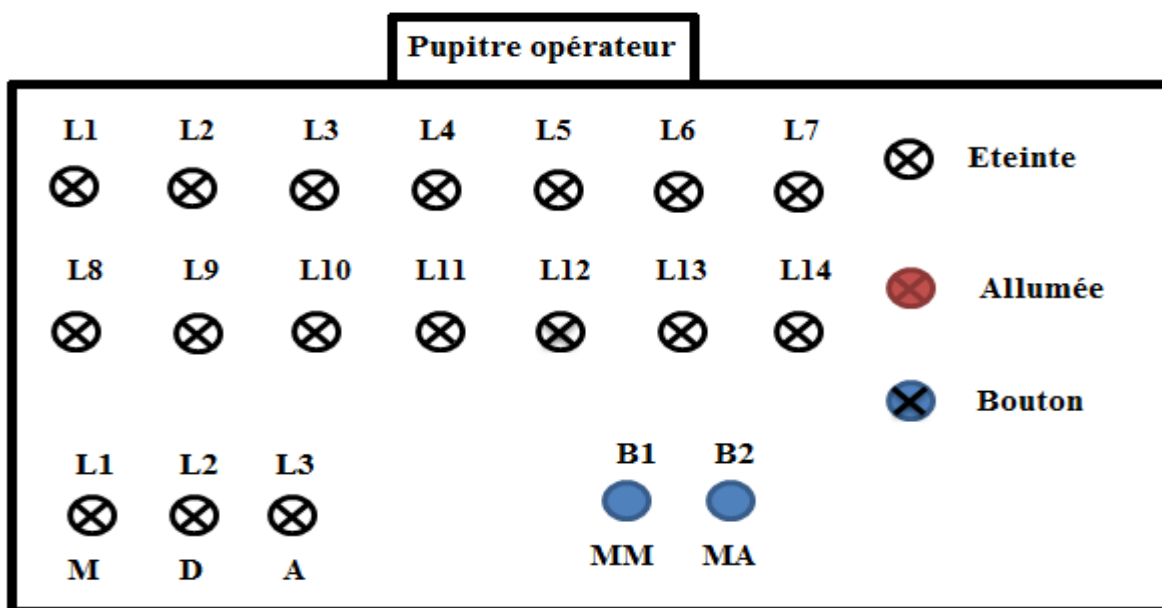 Pupitre opérateur
L1 L2 L3 L4 L5 L6 L7
Eteinte
L8 L9 L10 L11 L12 L13 L14
Allumée
Bouton
L1 L2 L3 B1 B2
M D A MM MA